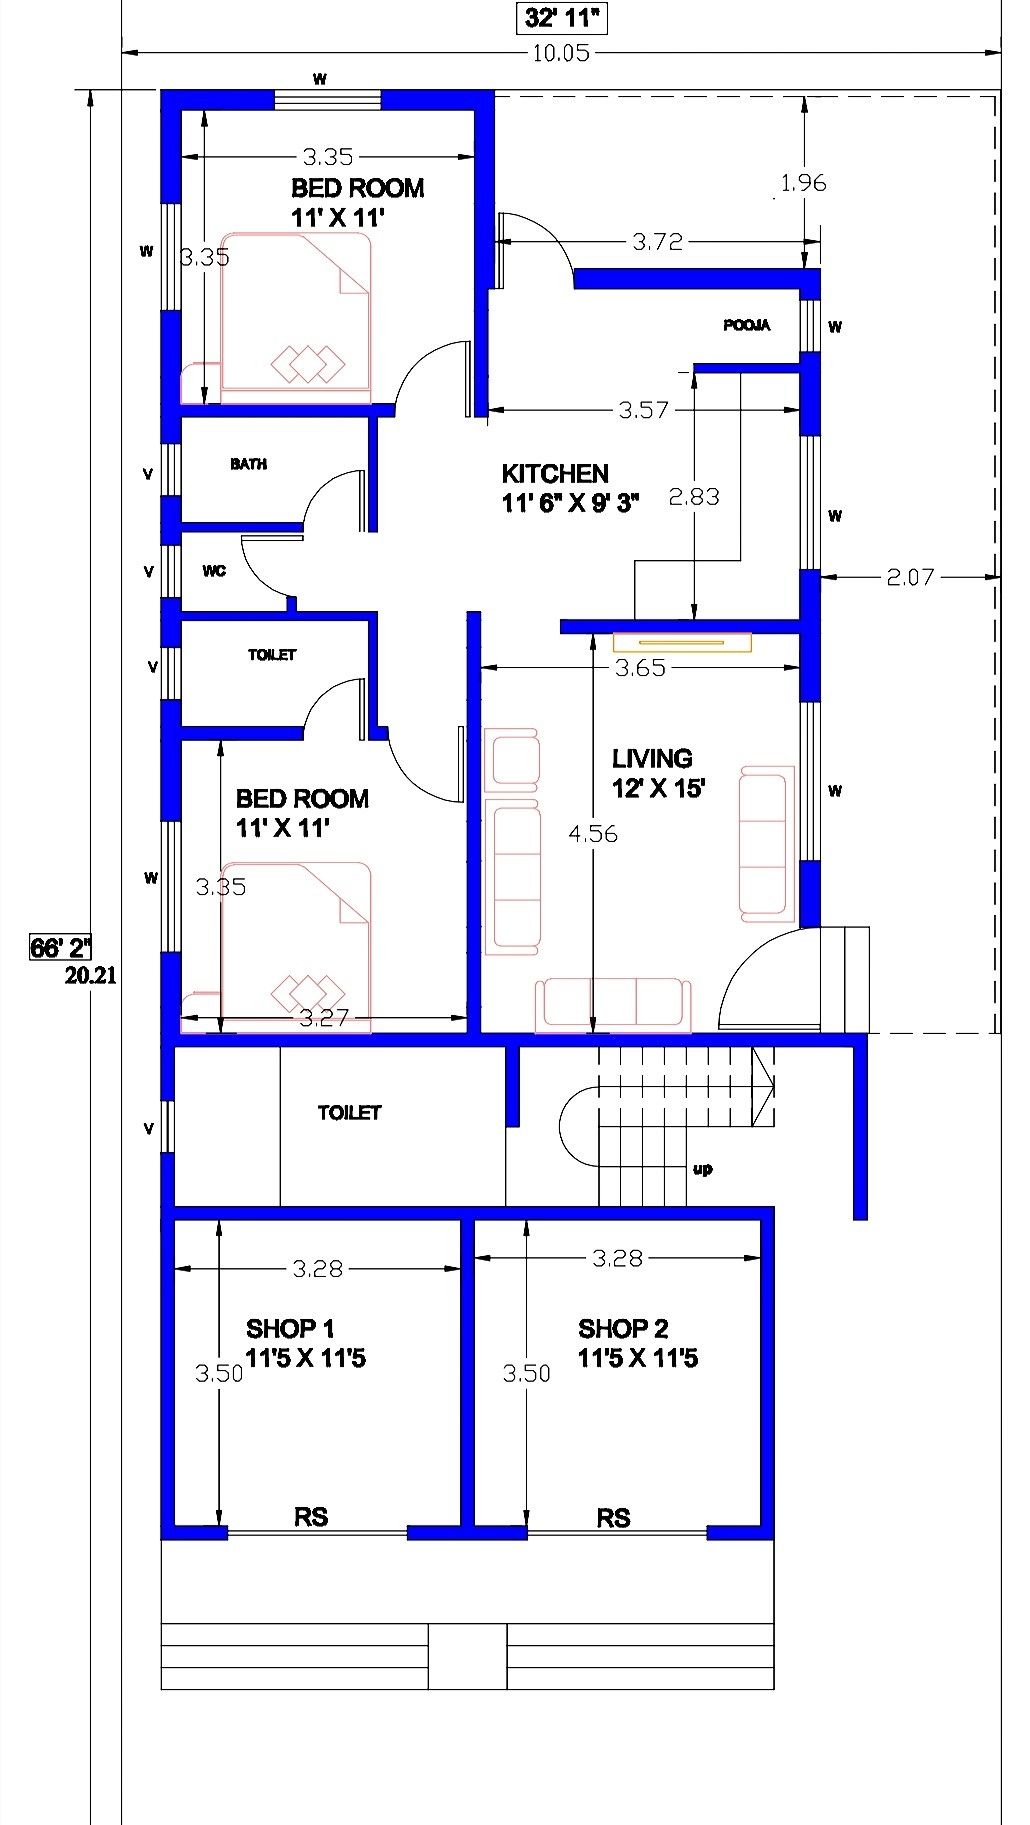 32' 11"
10.05
W
3.35
BED ROOM
11' X 11'
1.96
3.72
W
3.35
POOJA
W
3.57
BATH
V
KITCHEN
11' 6" X 9' 3"
2.83
W
WC
V
2.07
TOILET
V
3.65
LIVING
12' X 15'
W
BED ROOM
11' X 11'
4.56
W
3.35
66' 2"
20.21
3.27
TOILET
V
up
3.28
3.28
SHOP 1
11'5 X 11'5
SHOP 2
11'5 X 11'5
3.50
3.50
RS
RS